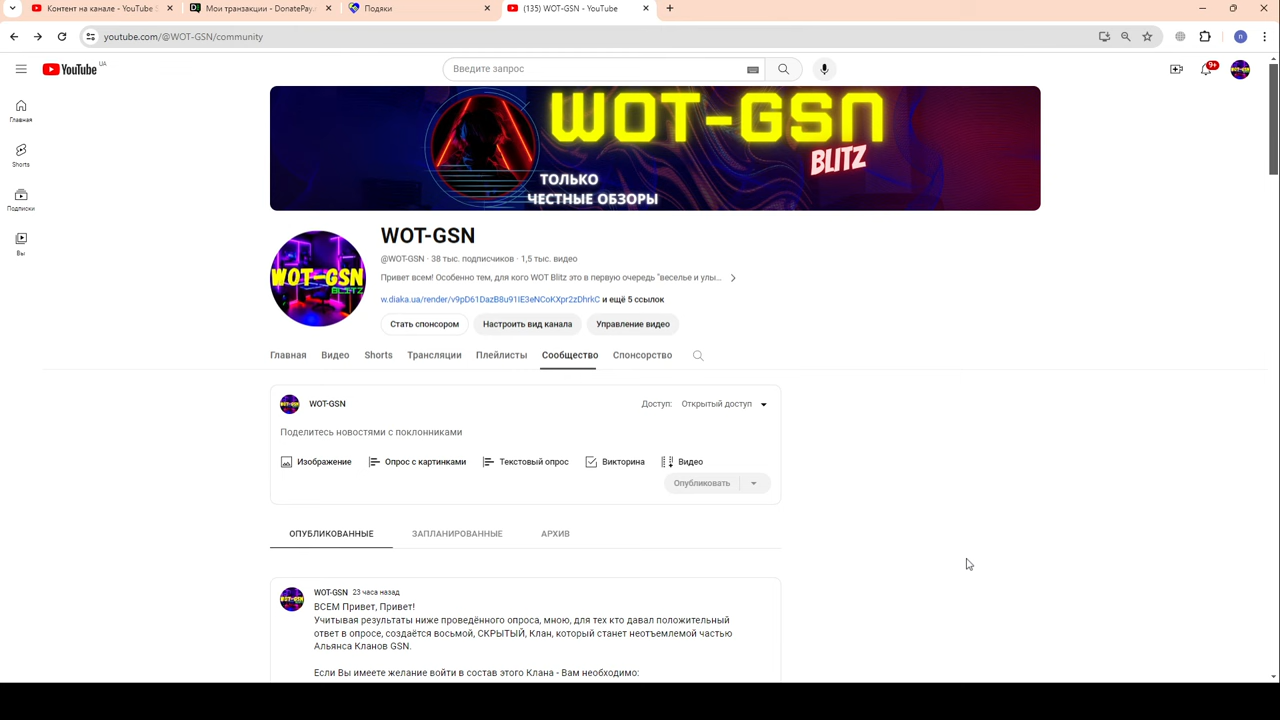 Контент на канале - YouTube S
Мои транзакции - DonatePay.
Подяки
(135) WOT-GSN - YouTube
youtube.com/@WOT-GSN/community
n
YouTube UA
Введите запрос
9+
Главная
Shorts
Подписки
Вы
WOT-GSN
BLITZ
ТОЛЬКО
ЧЕСТНЫЕ ОБЗОРЫ
WOT-GSN
BLITZ
WOT-GSN
@WOT-GSN · 38 тыс. подписчиков · 1,5 тыс. видео
Привет всем! Особенно тем, для кого WOT Blitz это в первую очередь "веселье и улы...
w.diaka.ua/render/v9pD61DazB8u91IE3eNCoKXpr2zDhrkC и ещё 5 ссылок
Стать спонсором
Настроить вид канала
Управление видео
Главная
Видео
Shorts
Трансляции
Плейлисты
Сообщество
Спонсорство
WOT-GSN
Доступ: Открытый доступ
Поделитесь новостями с поклонниками
Изображение
Опрос с картинками
Текстовый опрос
Викторина
Видео
Опубликовать
ОПУБЛИКОВАННЫЕ
ЗАПЛАНИРОВАННЫЕ
АРХИВ
WOT-GSN 23 часа назад
ВСЕМ Привет, Привет!
Учитывая результаты ниже проведённого опроса, мною, для тех кто давал положительный
ответ в опросе, создаётся восьмой, СКРЫТЫЙ, Клан, который станет неотъемлемой частью
Альянса Кланов GSN.
Если Вы имеете желание войти в состав этого Клана - Вам необходимо: